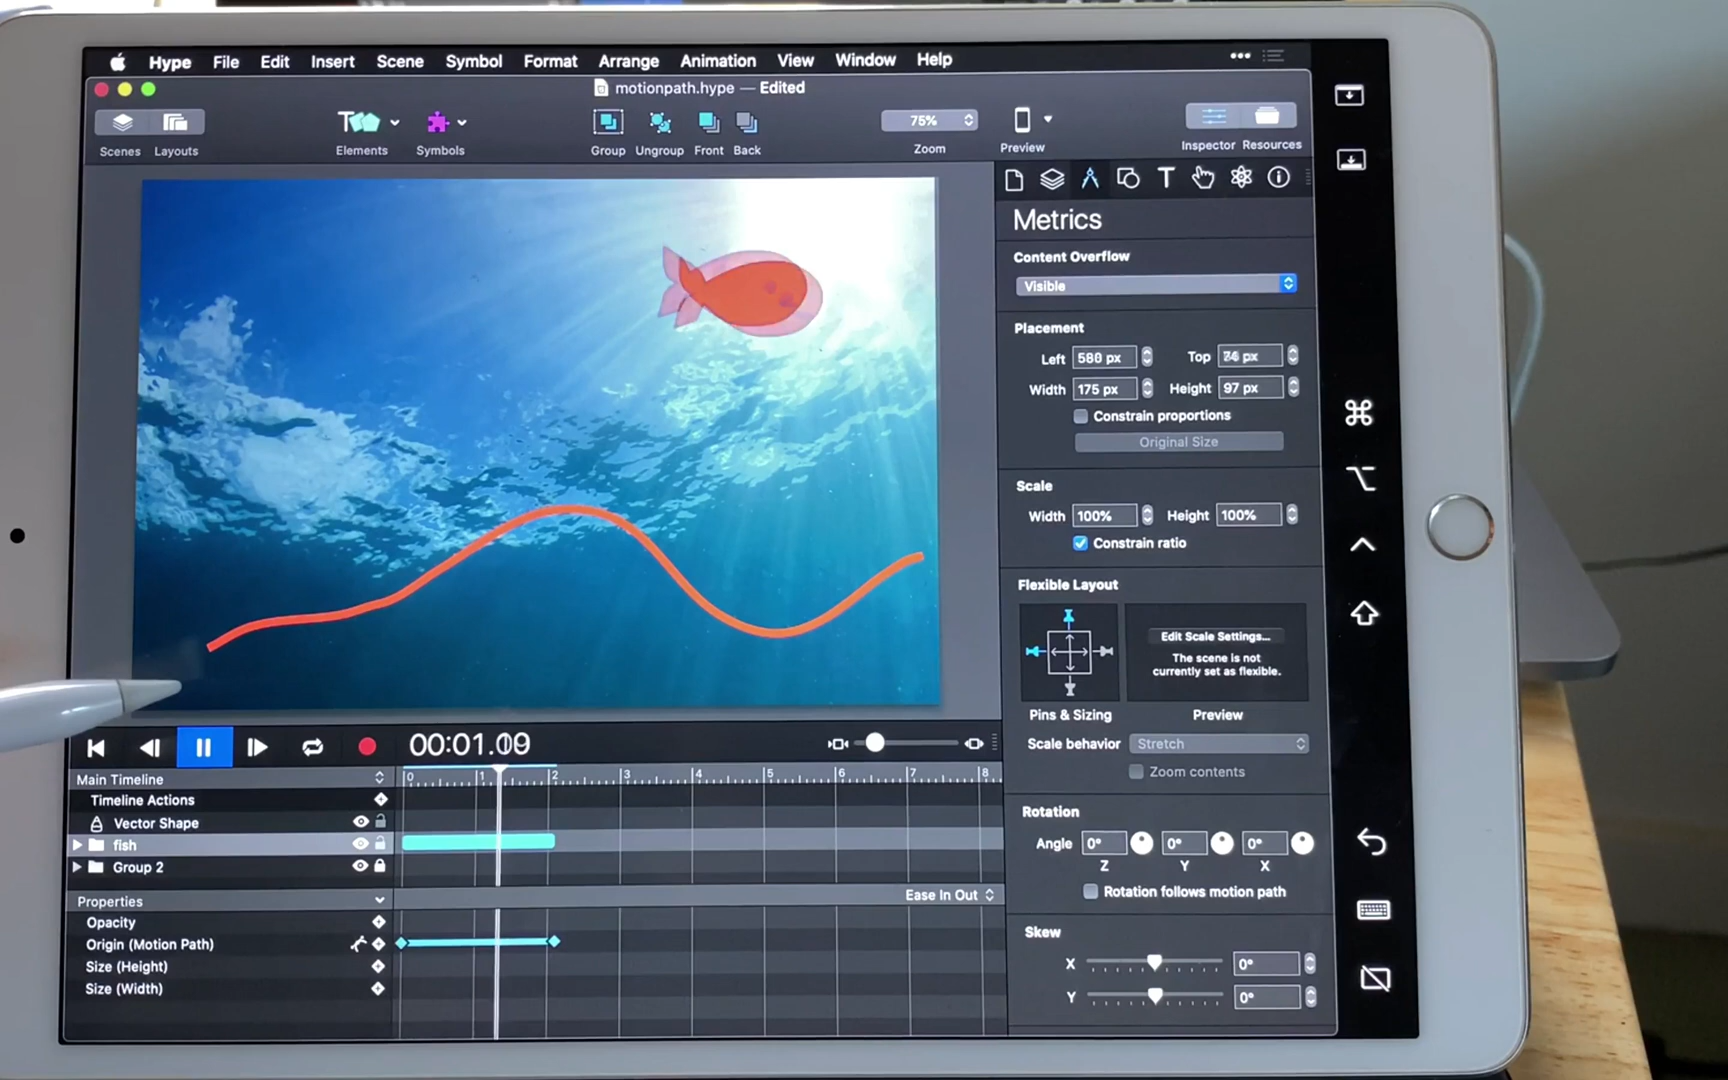 Hype File Edit Insert Scene Symbol Format Arrange Animation View Window Help
motionpath.hype — Edited
75%
Scenes Layouts Elements Symbols Group Ungroup Front Back Zoom Preview Inspector Resources
Metrics
Content Overflow
Visible
Placement
Left Top
Width 175 px Height 97 px
Constrain proportions
Original Size
Scale
Width 100% Height 100%
Constrain ratio
Flexible Layout
Edit Scale Settings...
The scene is not
currently set as flexible.
Pins & Sizing Preview
Scale behavior Stretch
Zoom contents
Rotation
Angle 0° 0° 0°
Z Y X
Rotation follows motion path
Skew
X 0°
Y 0°
Main Timeline 0 1 2 3 4 5 6 7 8
Timeline Actions
Vector Shape
fish
Group 2
Properties Ease In Out
Opacity
Origin (Motion Path)
Size (Height)
Size (Width)